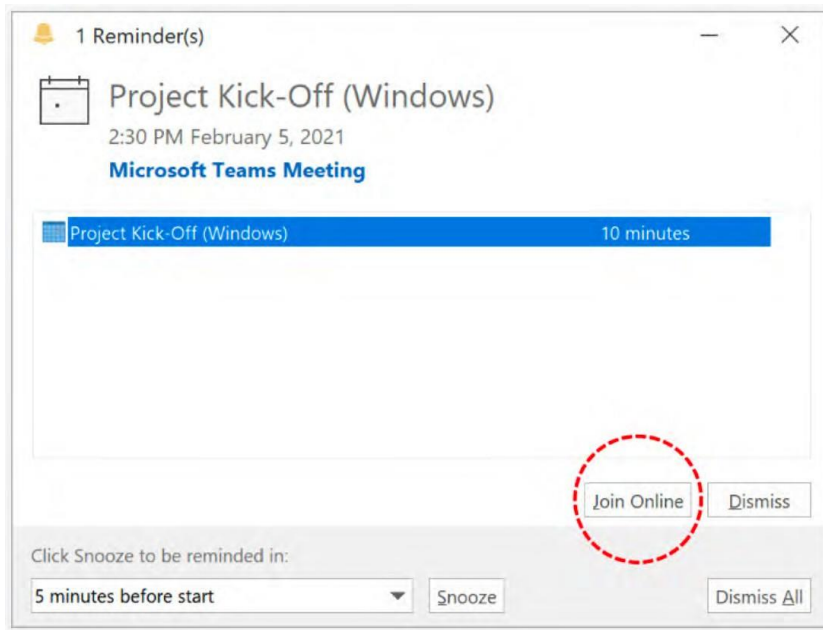 1 Reminder(s)
Project Kick-Off (Windows)
2:30 PM February 5, 2021
Microsoft Teams Meeting
Project Kick-Off (Windows) 10 minutes
Join Online Dismiss
Click Snooze to be reminded in:
5 minutes before start Snooze Dismiss All